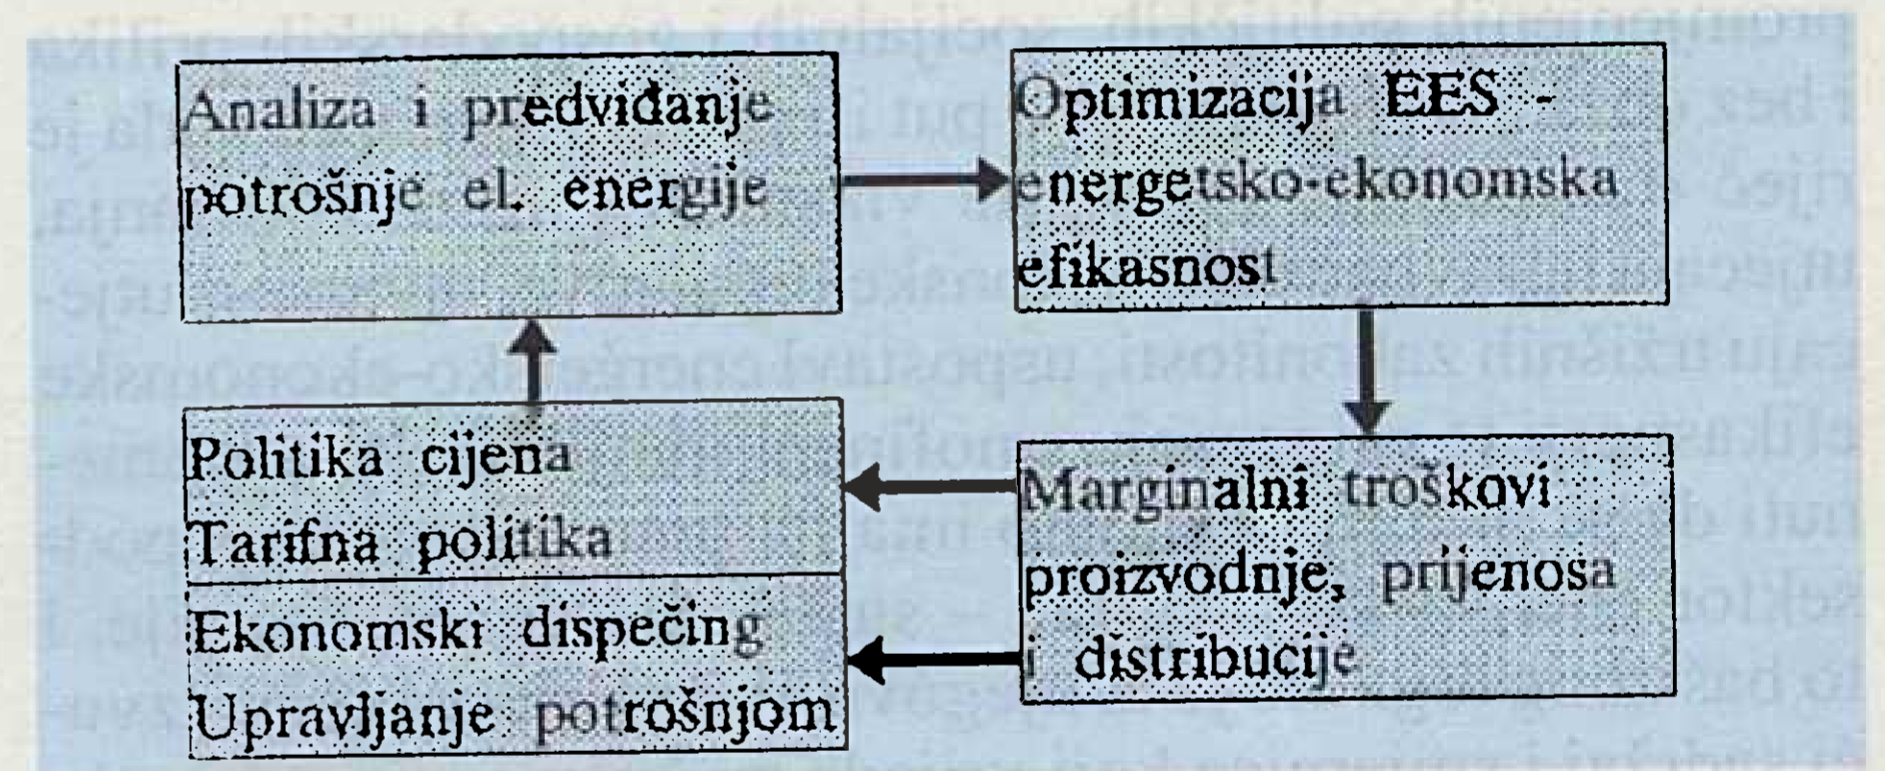 Analiza i predviđanje
potrošnje el. energije
Optimizacija EES -
energetsko-ekonomska
efikasnost
Marginalni troškovi
proizvodnje, prijenosa
i distribucije
Politika cijena
Tarifna politika
Ekonomski dispečing
Upravljanje potrošnjom